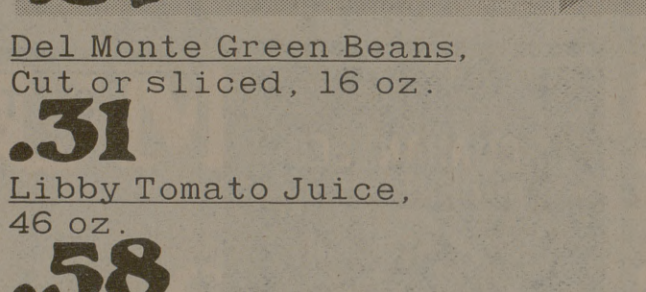 Del Monte Green Beans,
Cut or sliced, 16 oz.
.31
Libby Tomato Juice,
46 oz.
.58